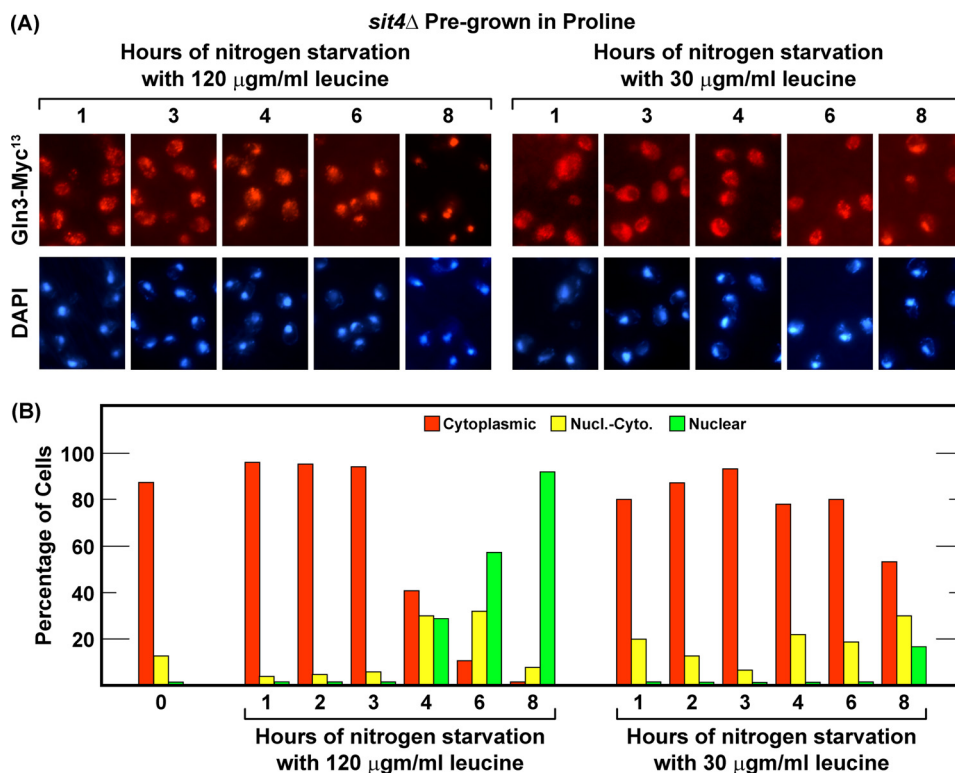 (A)
sit4Δ Pre-grown in Proline
Hours of nitrogen starvation
with 120 μgm/ml leucine
Hours of nitrogen starvation
with 30 μgm/ml leucine
1 3 4 6 8
1 3 4 6 8
Gln3-Myc¹³
DAPI
(B)
Cytoplasmic Nucl.-Cyto. Nuclear
Percentage of Cells
100
80
60
40
20
0 1 2 3 4 6 8 1 2 3 4 6 8
Hours of nitrogen starvation
with 120 μgm/ml leucine
Hours of nitrogen starvation
with 30 μgm/ml leucine